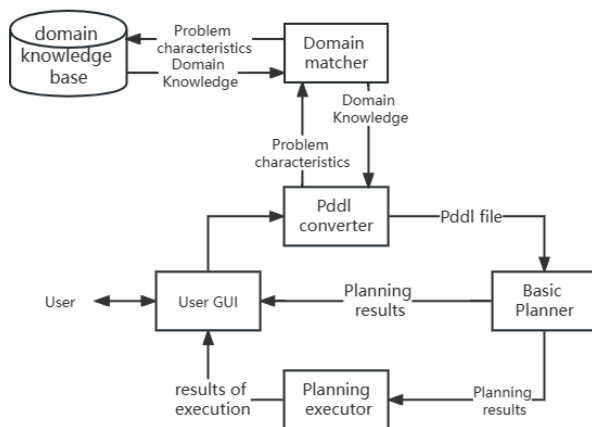 domain
knowledge
base
Problem
characteristics
Domain
Knowledge
Domain
matcher
Problem
characteristics
Domain
Knowledge
Pddl
converter
Pddl file
User
User GUI
Planning
results
Basic
Planner
results of
execution
Planning
executor
Planning
results